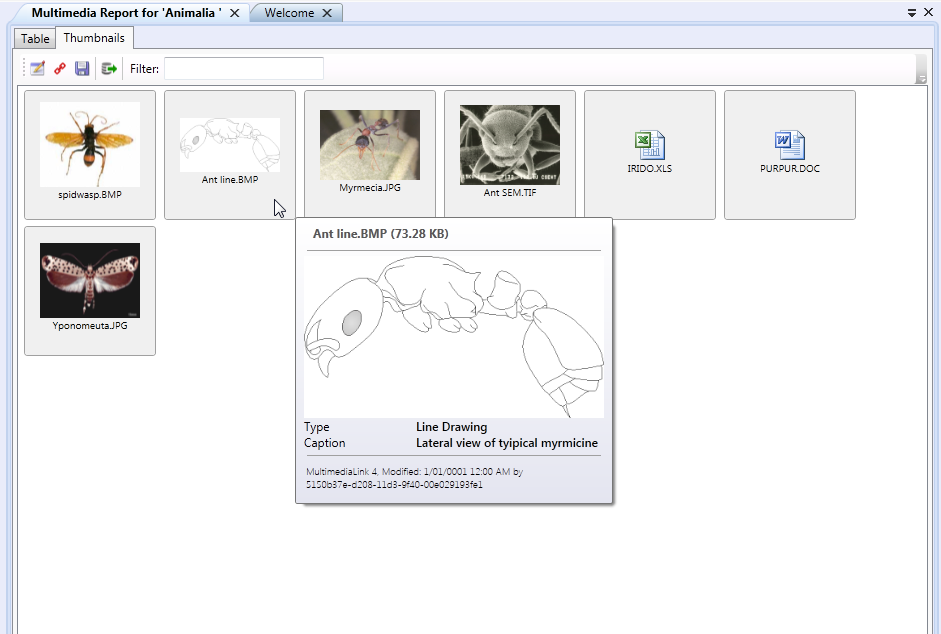 Multimedia Report for 'Animalia '
Welcome
Table
Thumbnails
Filter:
spidwasp.BMP
Ant line.BMP
Myrmecia.JPG
Ant SEM.TIF
IRIDO.XLS
PURPUR.DOC
Yponomeuta.JPG
Ant line.BMP (73.28 KB)
Type Line Drawing
Caption Lateral view of tyipical myrmicine
MultimediaLink 4, Modified: 1/01/0001 12:00 AM by
5150b37e-d208-11d3-9f40-00e029193fe1